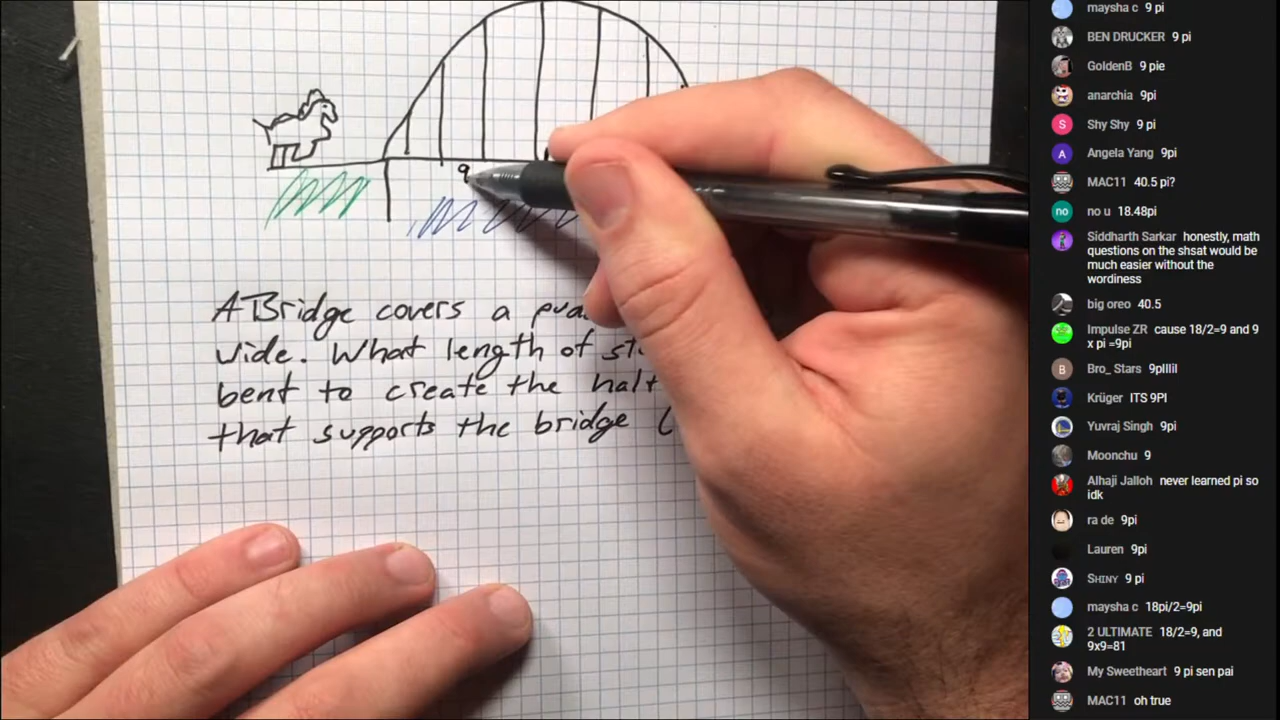 9
A Bridge covers a
wide. What length of
bent to create the half
that supports the bridge (
maysha c 9 pi
BEN DRUCKER 9 pi
GoldenB 9 pie
anarchia 9pi
Shy Shy 9 pi
Angela Yang 9pi
MAC11 40.5 pi?
no
no u 18.48pi
Siddharth Sarkar honestly, math
questions on the shsat would be
much easier without the
wordiness
big oreo 40.5
Impulse ZR cause 18/2=9 and 9
x pi =9pi
B
Bro_ Stars 9pIIIiI
Krüger ITS 9PI
Yuvraj Singh 9pi
Moonchu 9
Alhaji Jalloh never learned pi so
idk
ra de 9pi
Lauren 9pi
SHINY 9 pi
maysha c 18pi/2=9pi
2 ULTIMATE 18/2=9, and
9x9=81
My Sweetheart 9 pi sen pai
MAC11 oh true